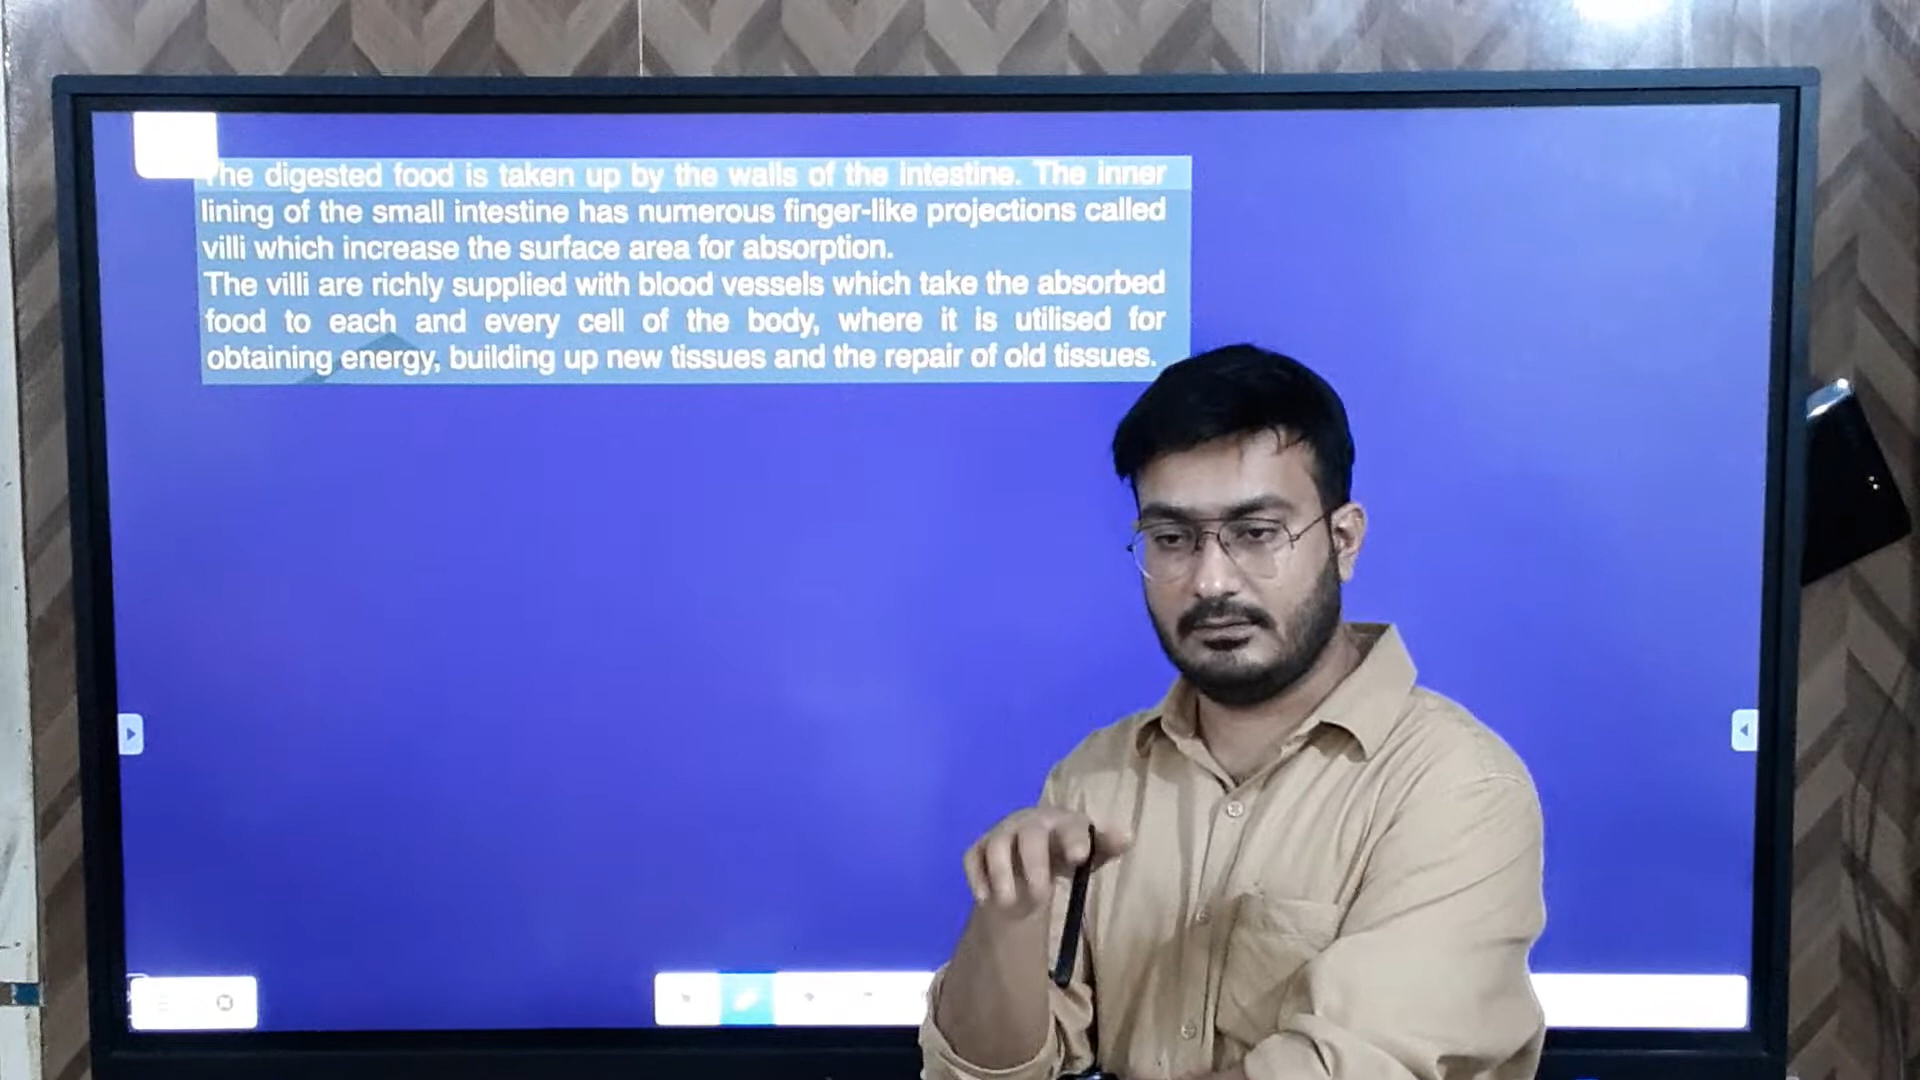 The digested food is taken up by the walls of the intestine. The inner
lining of the small intestine has numerous finger-like projections called
villi which increase the surface area for absorption.
The villi are richly supplied with blood vessels which take the absorbed
food to each and every cell of the body, where it is utilised for
obtaining energy, building up new tissues and the repair of old tissues.